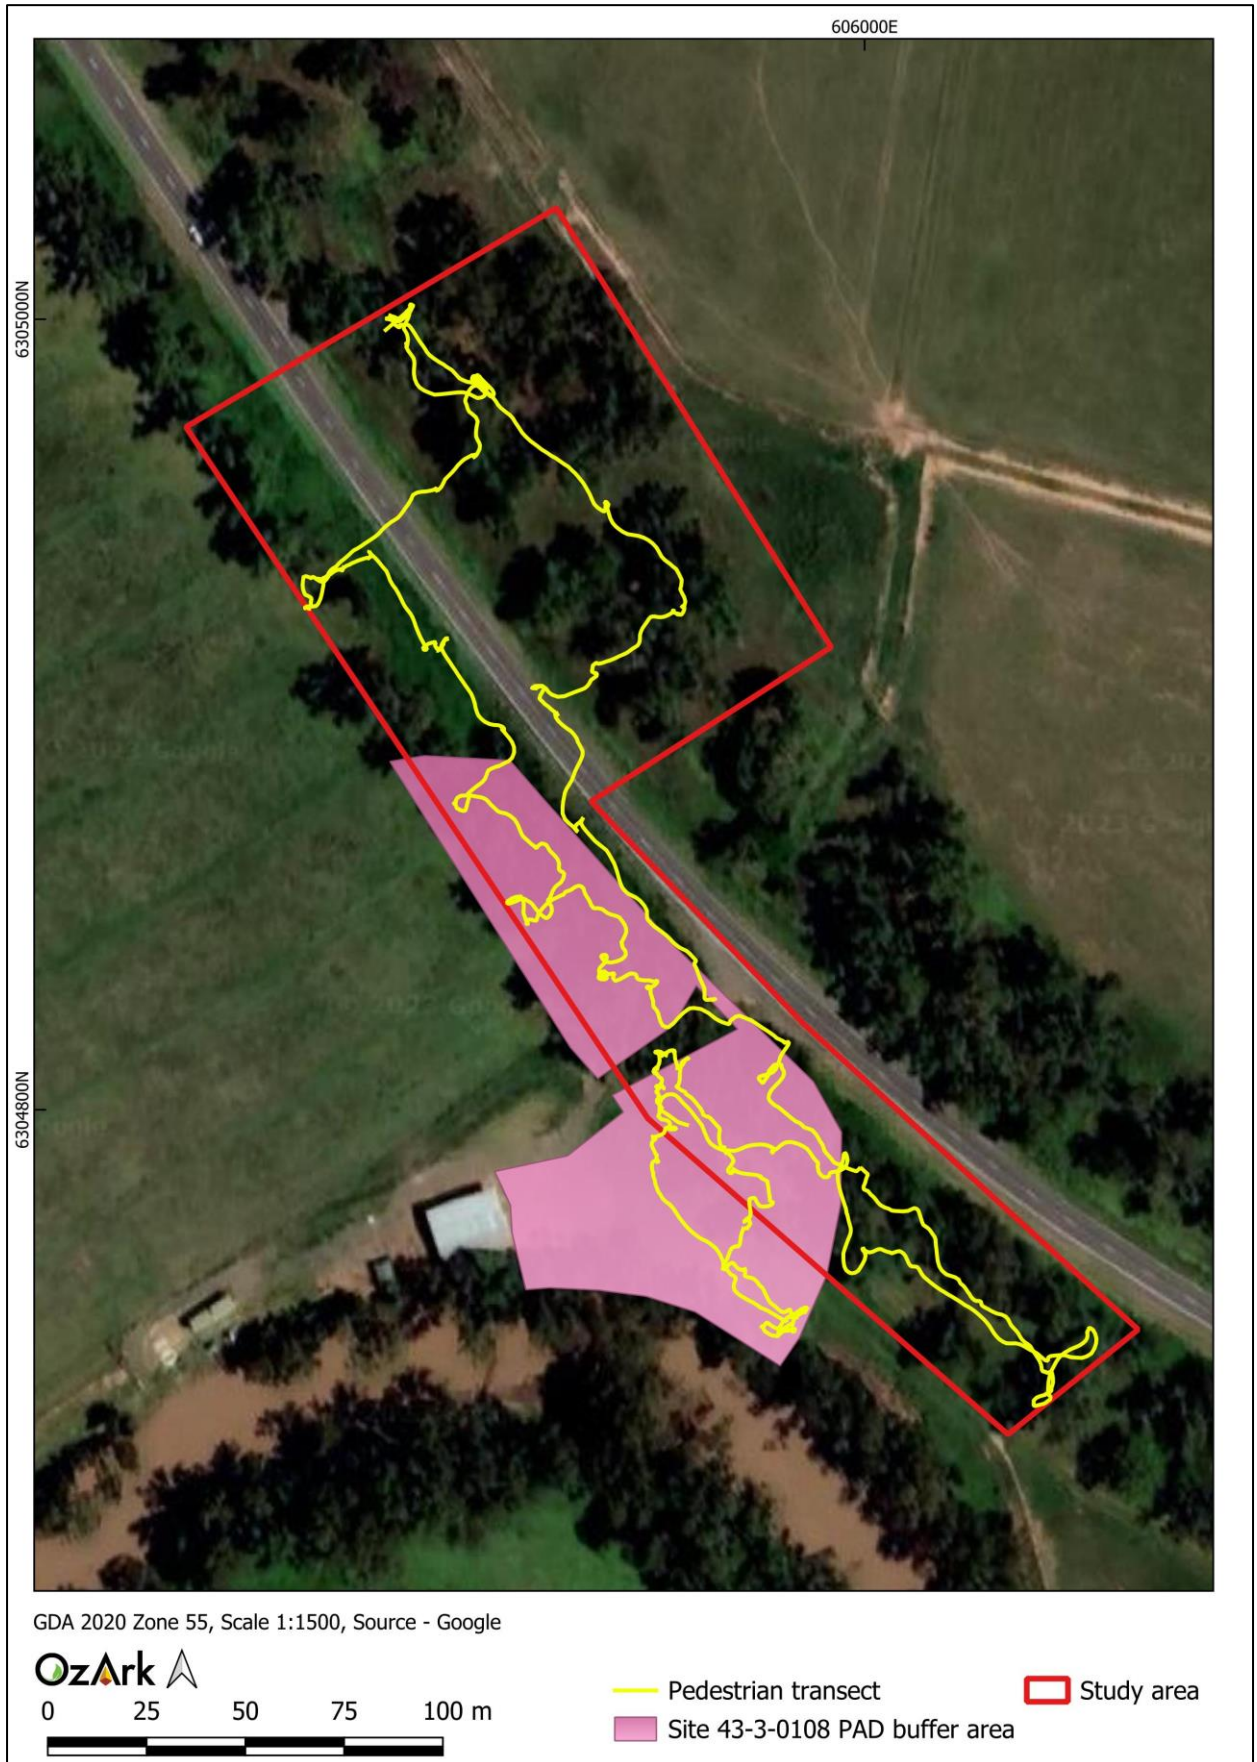 606000E
6305000N
6304800N
GDA 2020 Zone 55, Scale 1:1500, Source - Google
OzArk
0 25 50 75 100 m
Pedestrian transect
Study area
Site 43-3-0108 PAD buffer area